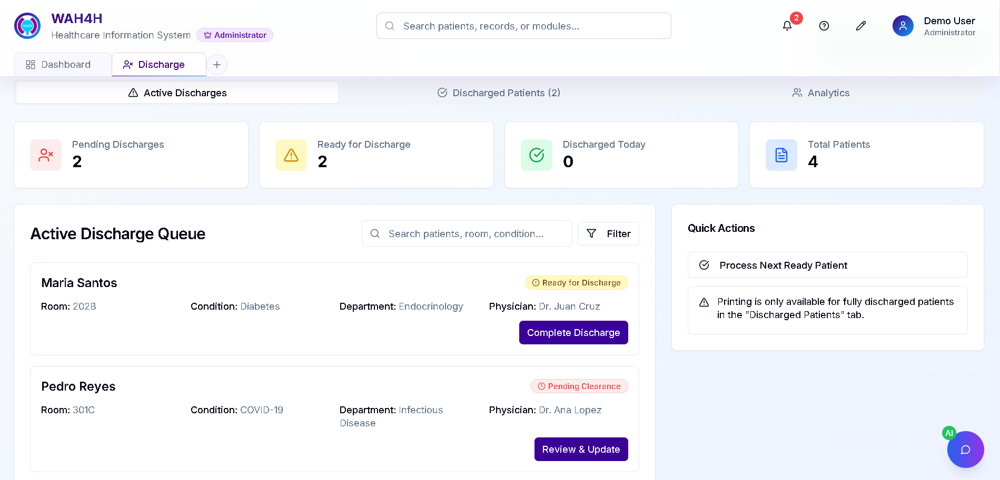 wah
WAH4H
Healthcare Information System
Administrator
Search patients, records, or modules...
2
Demo User
Administrator
Dashboard
Discharge
Active Discharges
Discharged Patients (2)
Analytics
Pending Discharges
2
Ready for Discharge
2
Discharged Today
0
Total Patients
4
Active Discharge Queue
Search patients, room, condition...
Filter
Maria Santos
Ready for Discharge
Room: 202B
Condition: Diabetes
Department: Endocrinology
Physician: Dr. Juan Cruz
Complete Discharge
Pedro Reyes
Pending Clearance
Room: 301C
Condition: COVID-19
Department: Infectious
Disease
Physician: Dr. Ana Lopez
Review & Update
Quick Actions
Process Next Ready Patient
Printing is only available for fully discharged patients
in the "Discharged Patients" tab.
AI